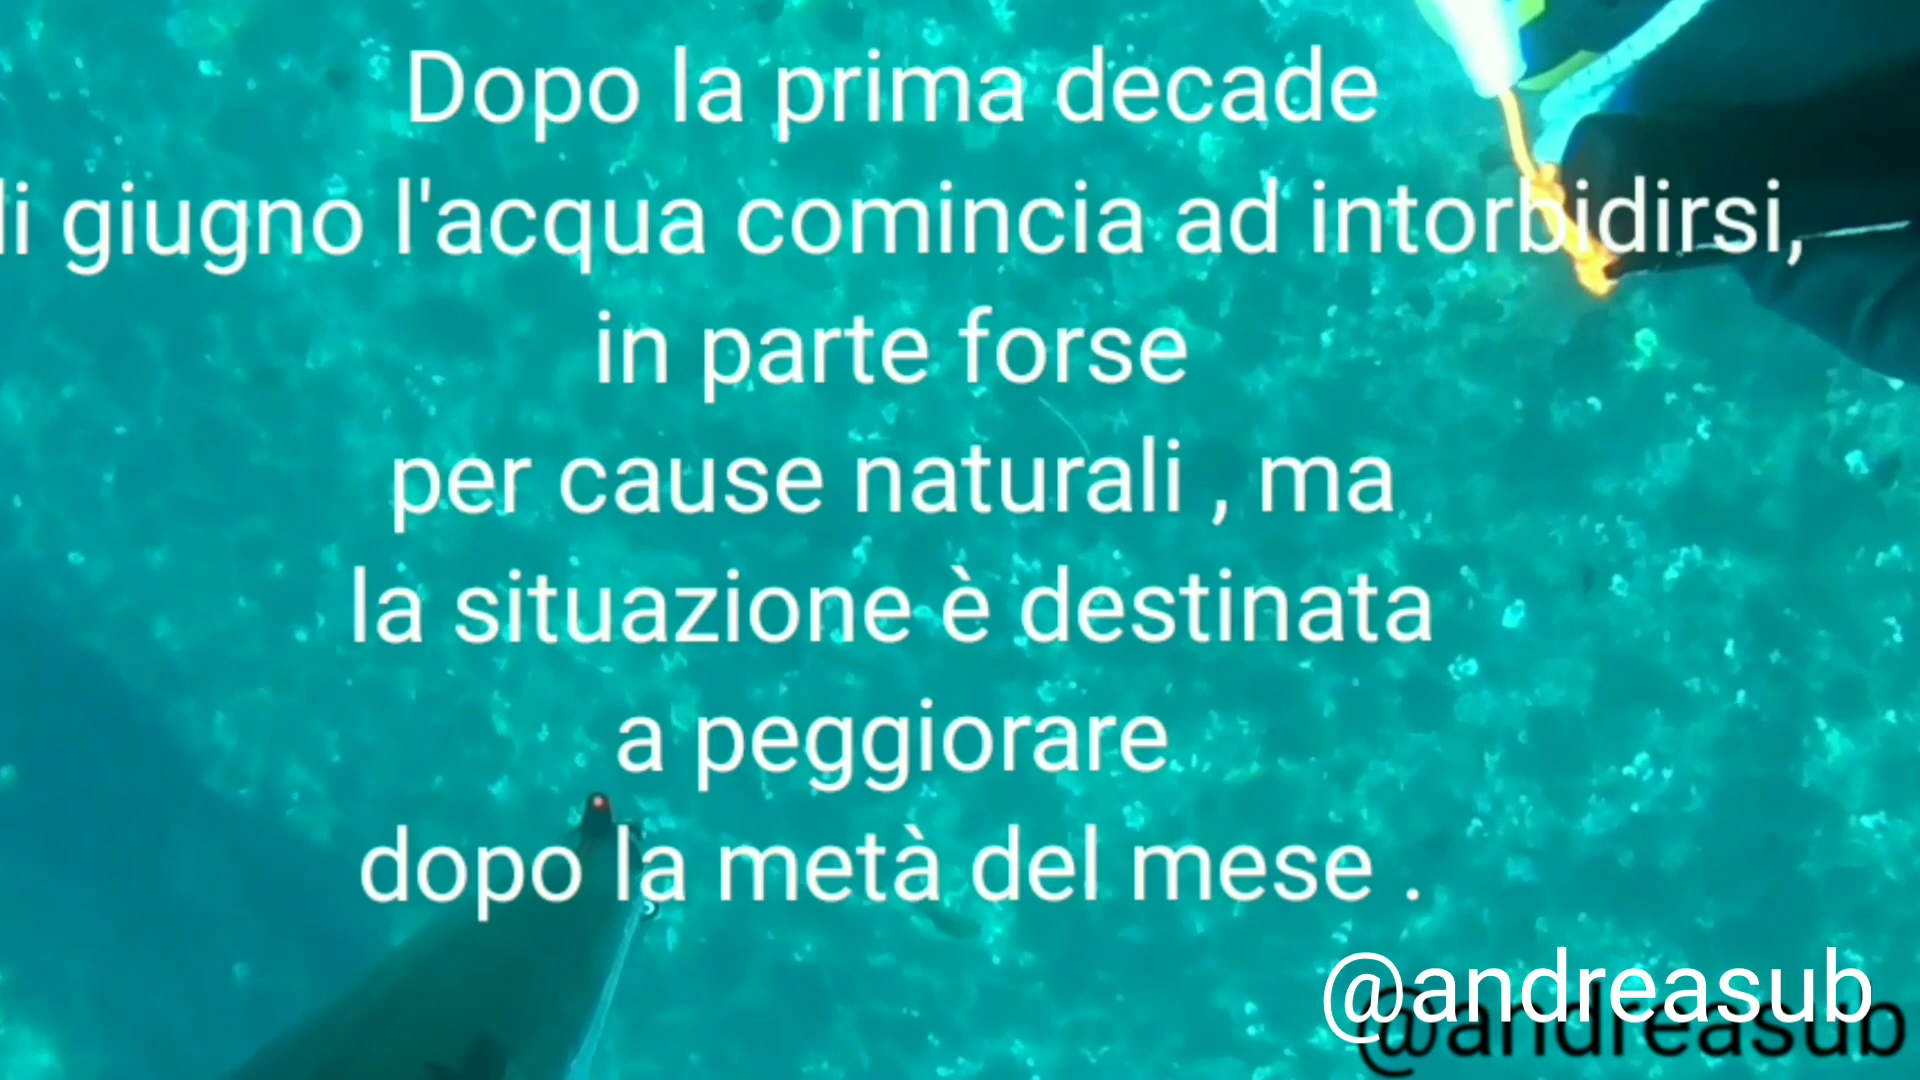 Dopo la prima decade
di giugno l'acqua comincia ad intorbidirsi,
in parte forse
per cause naturali , ma
la situazione è destinata
a peggiorare
dopo la metà del mese .
@andreasub
@andreasub